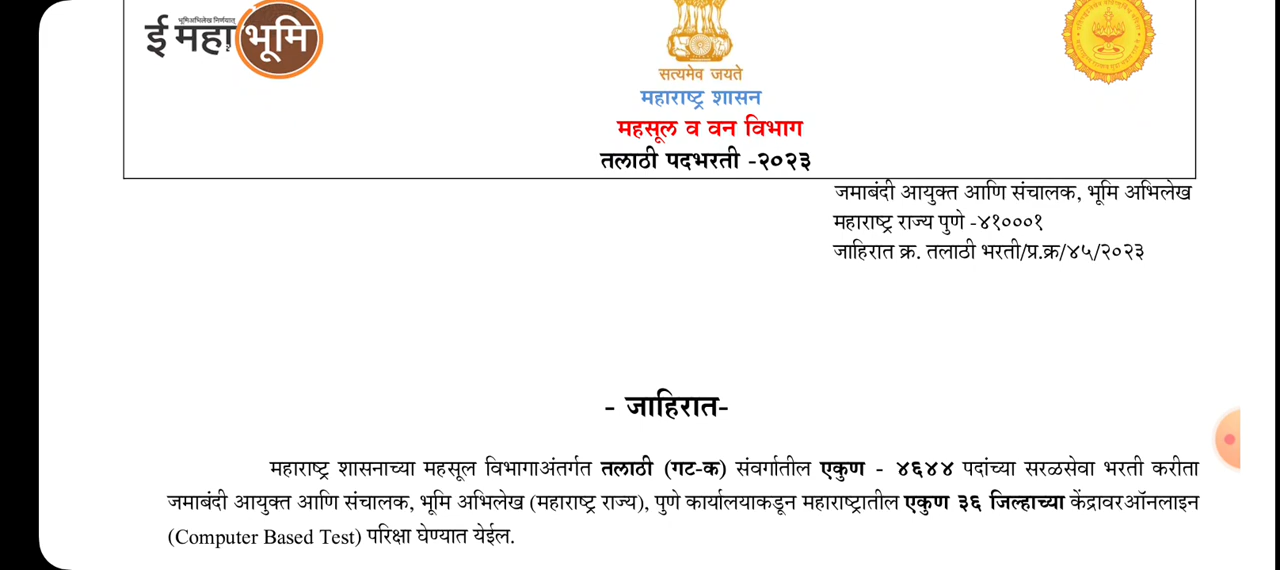 भूमिअभिलेख निर्णयात्
ई महाभूमि
सत्यमेव जयते
महाराष्ट्र शासन
महसूल व वन विभाग
तलाठी पदभरती -२०२३
जमाबंदी आयुक्त आणि संचालक, भूमि अभिलेख
महाराष्ट्र राज्य पुणे -४१०००१
जाहिरात क्र. तलाठी भरती/प्र.क्र/४५/२०२३
- जाहिरात-
महाराष्ट्र शासनाच्या महसूल विभागाअंतर्गत तलाठी (गट-क) संवर्गातील एकुण - ४६४४ पदांच्या सरळसेवा भरती करीता
जमाबंदी आयुक्त आणि संचालक, भूमि अभिलेख (महाराष्ट्र राज्य), पुणे कार्यालयाकडून महाराष्ट्रातील एकुण ३६ जिल्हाच्या केंद्रावरऑनलाइन
(Computer Based Test) परिक्षा घेण्यात येईल.